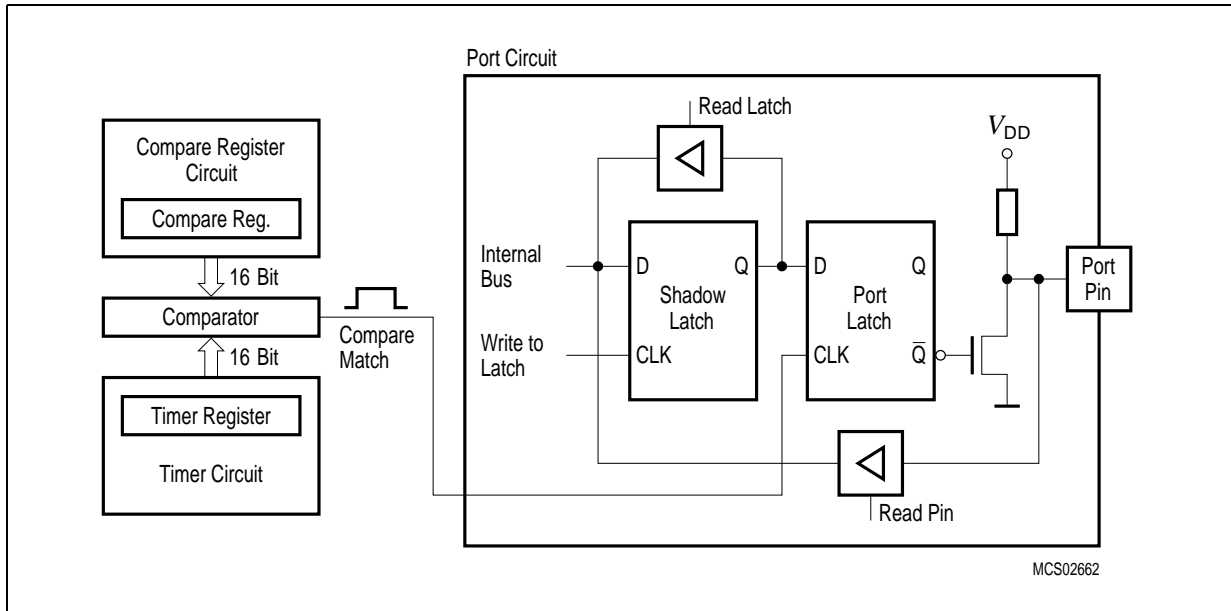 Port Circuit
Read Latch
V_DD
Compare Register
Circuit
Compare Reg.
16 Bit
Comparator
16 Bit
Timer Register
Timer Circuit
Compare
Match
Internal
Bus
Write to
Latch
D
Q
Shadow
Latch
CLK
D
Q
Port
Latch
CLK
Q̅
Port
Pin
Read Pin
MCS02662